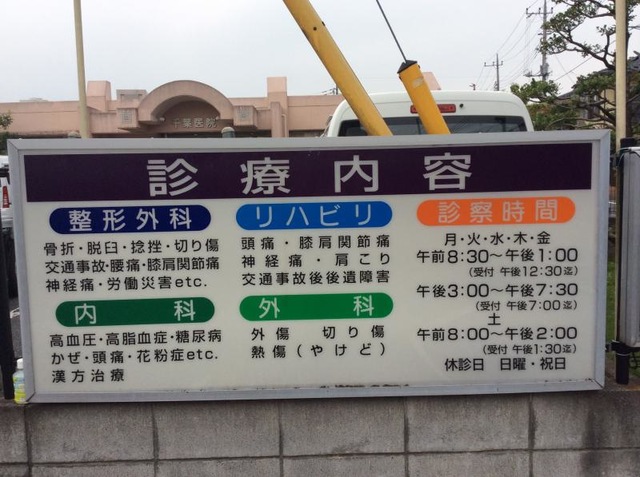 千葉医院
診療内容
整形外科
骨折・脱臼・捻挫・切り傷
交通事故・腰痛・膝肩関節痛
神経痛・労働災害etc.
内科
高血圧・高脂血症・糖尿病
かぜ・頭痛・花粉症etc.
漢方治療
リハビリ
頭痛・膝肩関節痛
神経痛・肩こり
交通事故後後遺障害
外科
外傷 切り傷
熱傷(やけど)
診察時間
月・火・水・木・金
午前8:30～午後1:00
(受付 午後12:30迄)
午後3:00～午後7:30
(受付 午後7:00迄)
土
午前8:00～午後2:00
(受付 午後1:30迄)
休診日 日曜・祝日